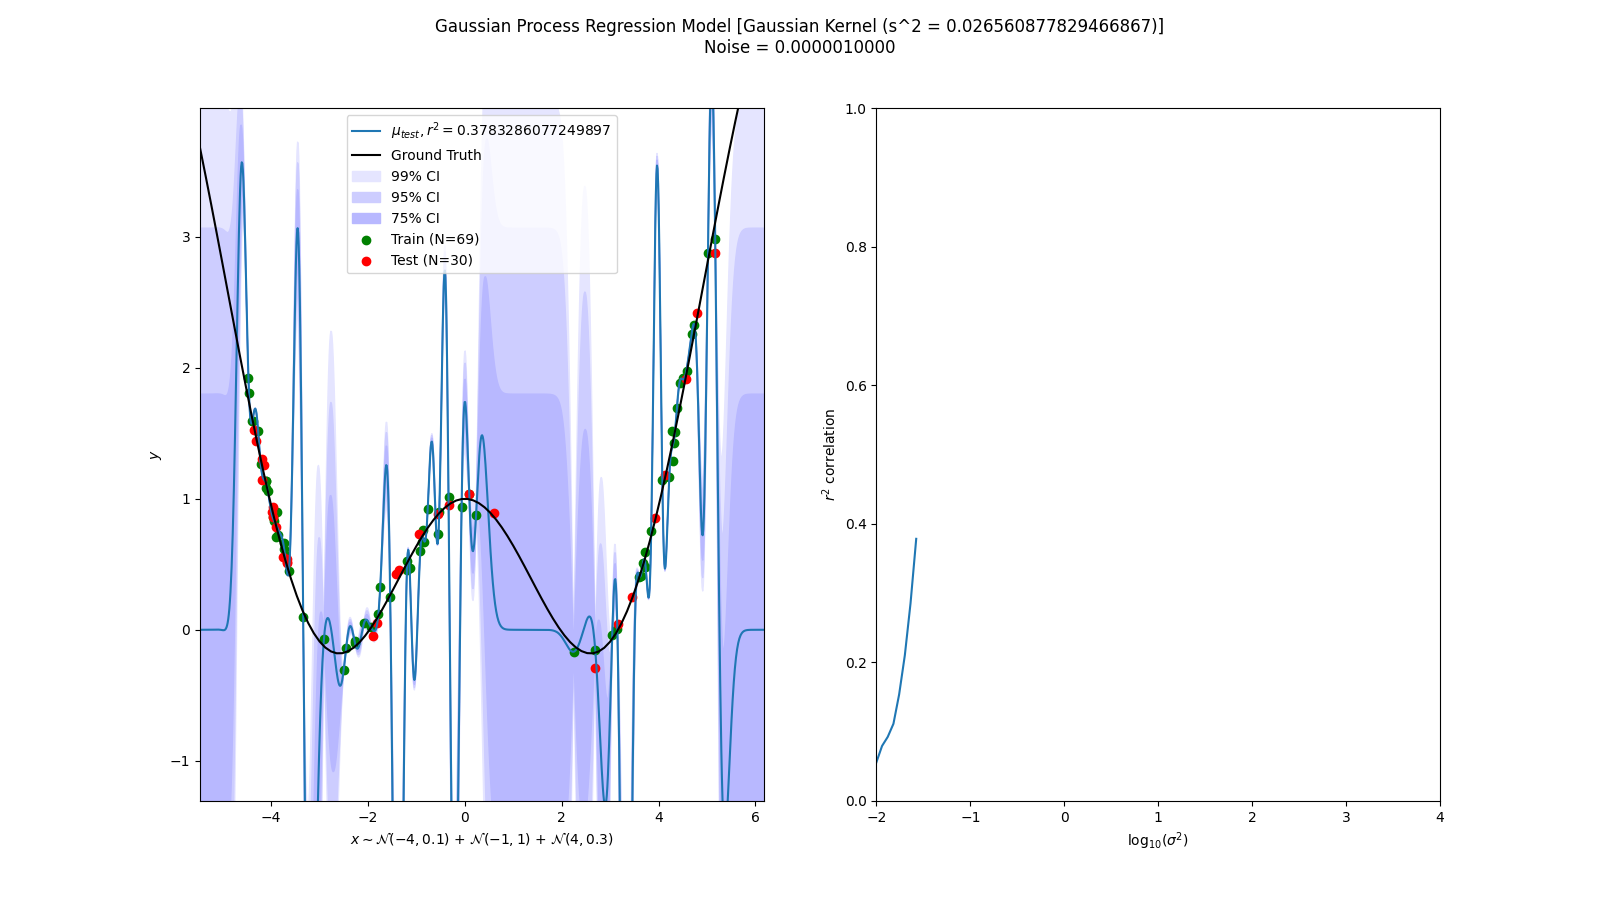 Gaussian Process Regression Model [Gaussian Kernel (s^2 = 0.026560877829466867)]
Noise = 0.0000010000
μ_test, r² = 0.3783286077249897
Ground Truth
99% CI
95% CI
75% CI
Train (N=69)
Test (N=30)
y
3
2
1
0
−1
−4 −2 0 2 4 6
x ∼ 𝒩(−4, 0.1) + 𝒩(−1, 1) + 𝒩(4, 0.3)
r² correlation
1.0
0.8
0.6
0.4
0.2
0.0
−2 −1 0 1 2 3 4
log₁₀(σ²)